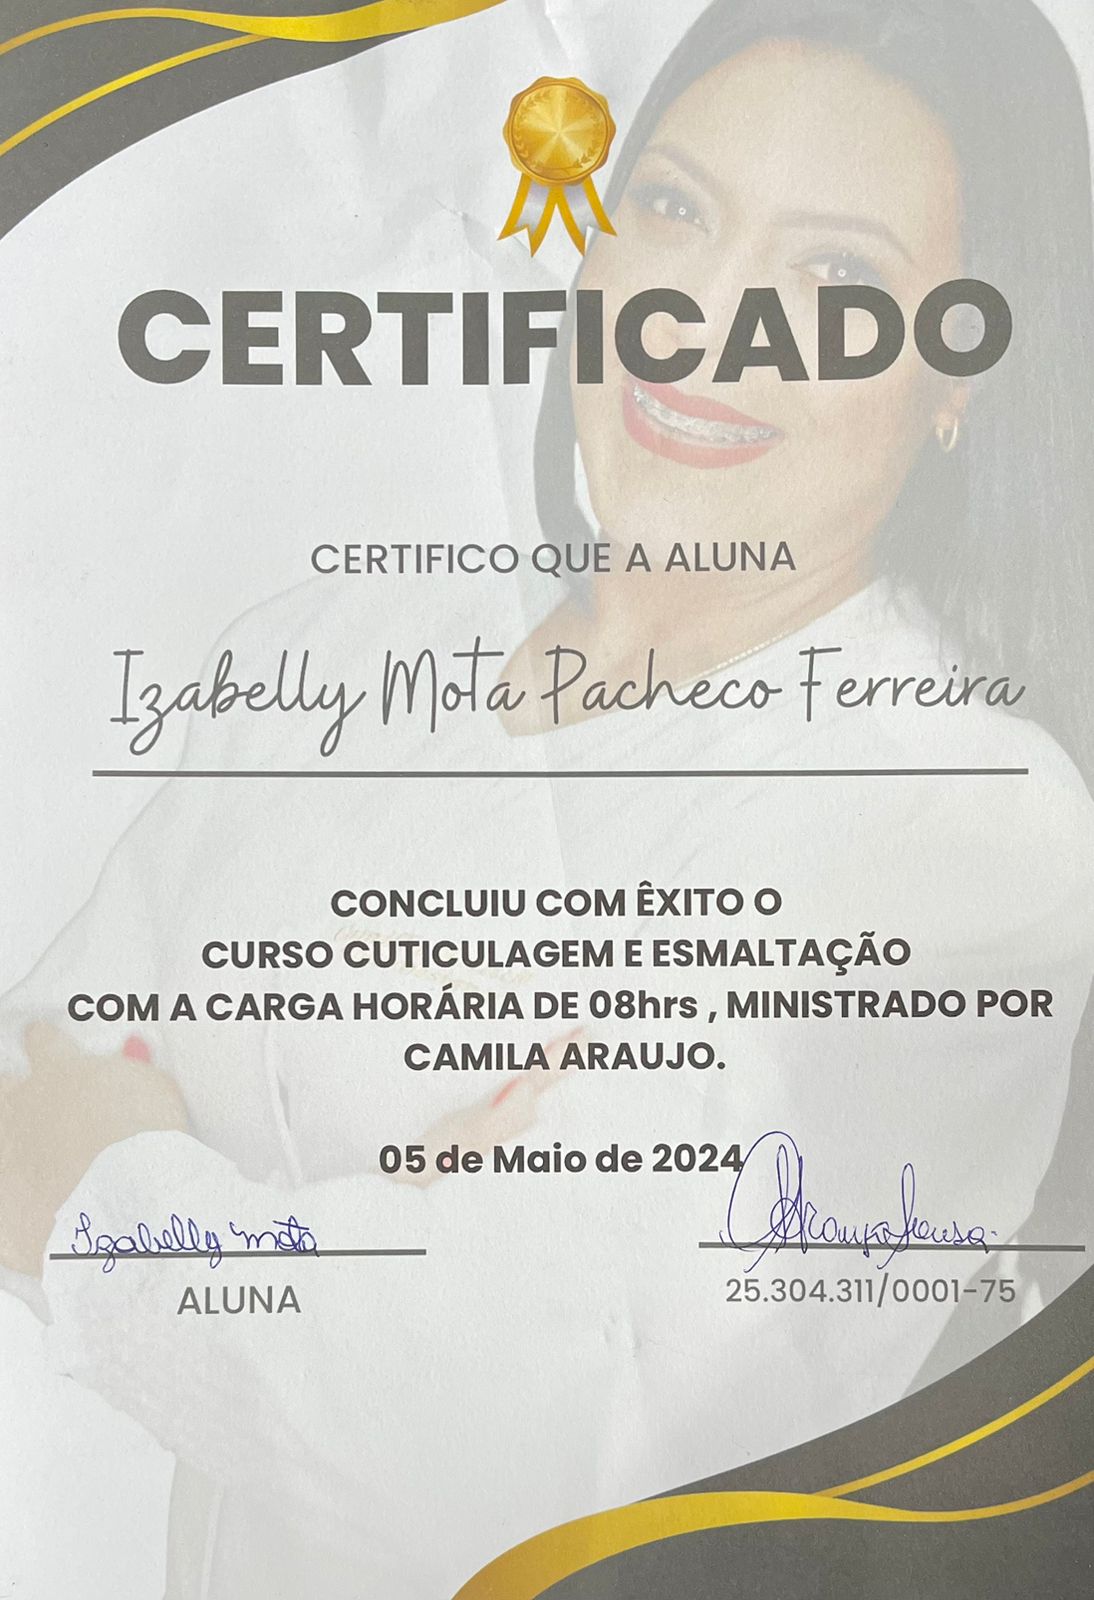 CERTIFICADO
CERTIFICO QUE A ALUNA
Izabelly Mota Pacheco Ferreira
CONCLUIU COM ÊXITO O
CURSO CUTICULAGEM E ESMALTAÇÃO
COM A CARGA HORÁRIA DE 08hrs , MINISTRADO POR
CAMILA ARAUJO.
05 de Maio de 2024
Izabelly Mota
ALUNA
25.304.311/0001-75